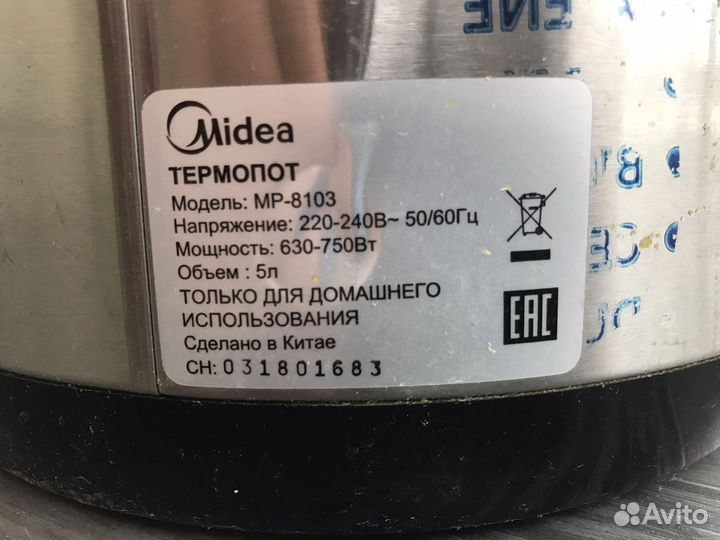 Midea
ТЕРМОПОТ
Модель: MP-8103
Напряжение: 220-240В~ 50/60Гц
Мощность: 630-750Вт
Объем : 5л
ТОЛЬКО ДЛЯ ДОМАШНЕГО
ИСПОЛЬЗОВАНИЯ
Сделано в Китае
СН: 031801683
EAC
Avito